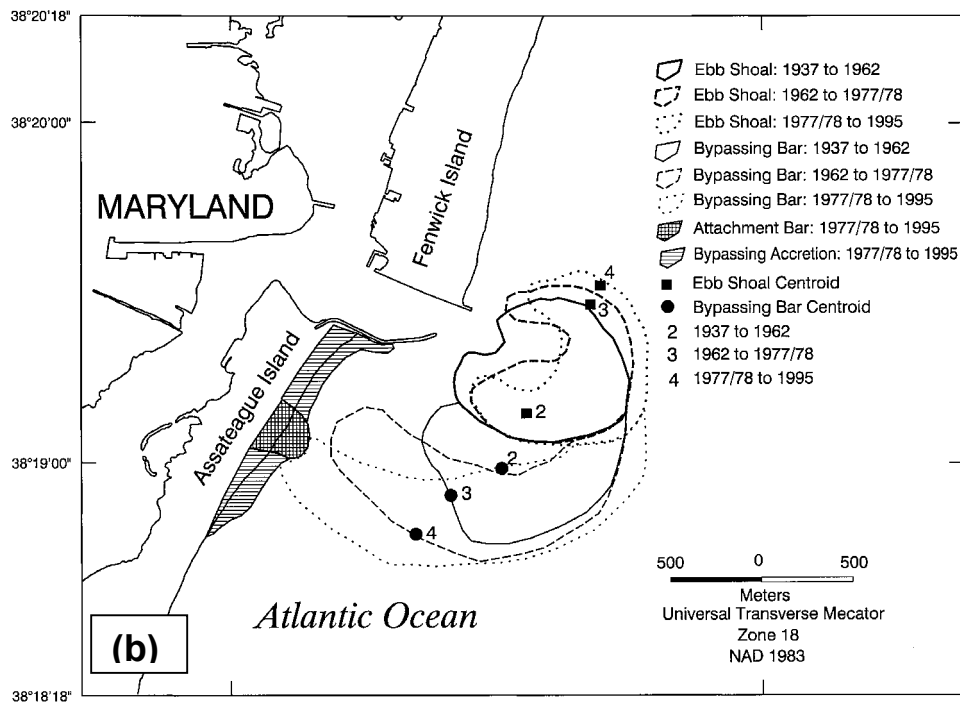 38°20'18"
38°20'00"
38°19'00"
38°18'18"
MARYLAND
Fenwick Island
Assateague Island
Atlantic Ocean
(b)
Ebb Shoal: 1937 to 1962
Ebb Shoal: 1962 to 1977/78
Ebb Shoal: 1977/78 to 1995
Bypassing Bar: 1937 to 1962
Bypassing Bar: 1962 to 1977/78
Bypassing Bar: 1977/78 to 1995
Attachment Bar: 1977/78 to 1995
Bypassing Accretion: 1977/78 to 1995
Ebb Shoal Centroid
Bypassing Bar Centroid
2 1937 to 1962
3 1962 to 1977/78
4 1977/78 to 1995
4
3
2
2
3
4
500 0 500
Meters
Universal Transverse Mecator
Zone 18
NAD 1983